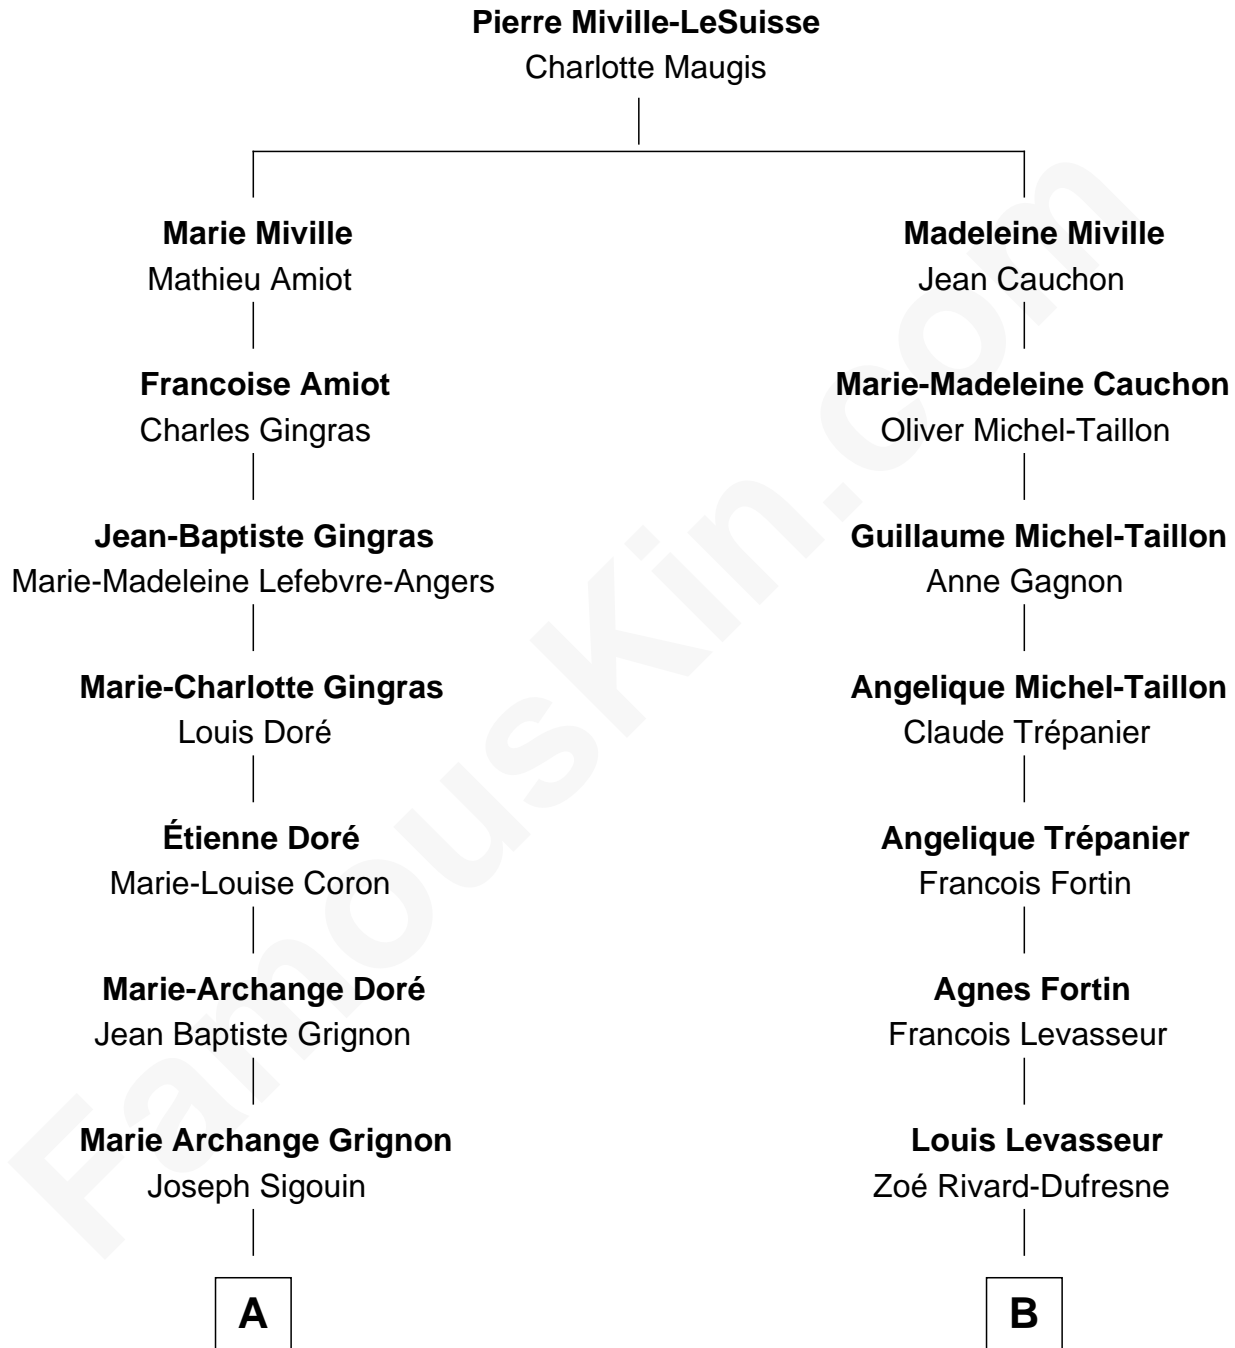 Pierre Miville-LeSuisse
Charlotte Maugis
Marie Miville
Mathieu Amiot
Francoise Amiot
Charles Gingras
Jean-Baptiste Gingras
Marie-Madeleine Lefebvre-Angers
Marie-Charlotte Gingras
Louis Doré
Étienne Doré
Marie-Louise Coron
Marie-Archange Doré
Jean Baptiste Grignon
Marie Archange Grignon
Joseph Sigouin
A
Madeleine Miville
Jean Cauchon
Marie-Madeleine Cauchon
Oliver Michel-Taillon
Guillaume Michel-Taillon
Anne Gagnon
Angelique Michel-Taillon
Claude Trépanier
Angelique Trépanier
Francois Fortin
Agnes Fortin
Francois Levasseur
Louis Levasseur
Zoé Rivard-Dufresne
B
FamousKin.com